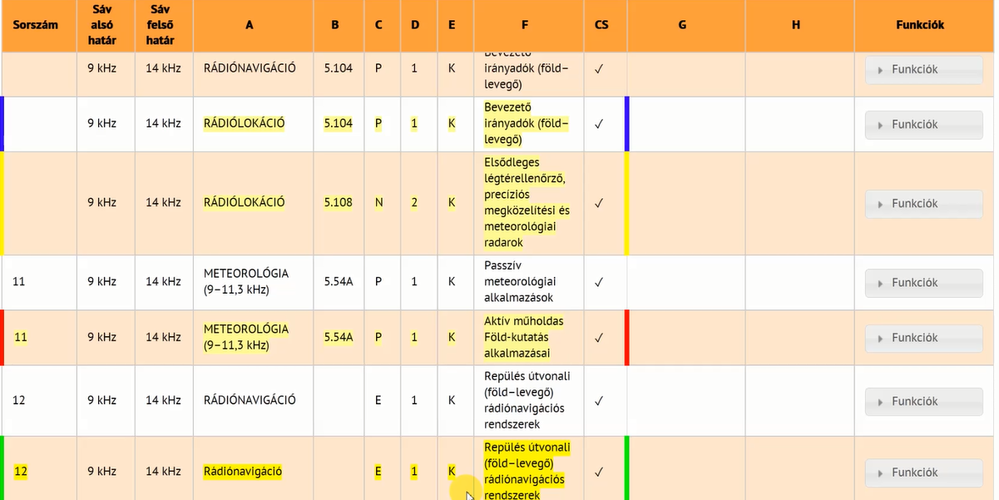 Sorszám Sáv alsó határ Sáv felső határ A B C D E F CS G H Funkciók
9 kHz 14 kHz RÁDIÓNAVIGÁCIÓ 5.104 P 1 K Bevezető
irányadók (föld–
levegő) ✓ Funkciók
9 kHz 14 kHz RÁDIÓLOKÁCIÓ 5.104 P 1 K Bevezető
irányadók (föld–
levegő) ✓ Funkciók
9 kHz 14 kHz RÁDIÓLOKÁCIÓ 5.108 N 2 K Elsődleges
légtérellenőrző,
precíziós
megközelítési és
meteorológiai
radarok ✓ Funkciók
11 9 kHz 14 kHz METEOROLÓGIA
(9–11,3 kHz) 5.54A P 1 K Passzív
meteorológiai
alkalmazások ✓ Funkciók
11 9 kHz 14 kHz METEOROLÓGIA
(9–11,3 kHz) 5.54A P 1 K Aktív műholdas
Föld-kutatás
alkalmazásai ✓ Funkciók
12 9 kHz 14 kHz RÁDIÓNAVIGÁCIÓ E 1 K Repülés útvonali
(föld–levegő)
rádiónavigációs
rendszerek ✓ Funkciók
12 9 kHz 14 kHz Rádiónavigáció E 1 K Repülés útvonali
(föld–levegő)
rádiónavigációs
rendszerek ✓ Funkciók